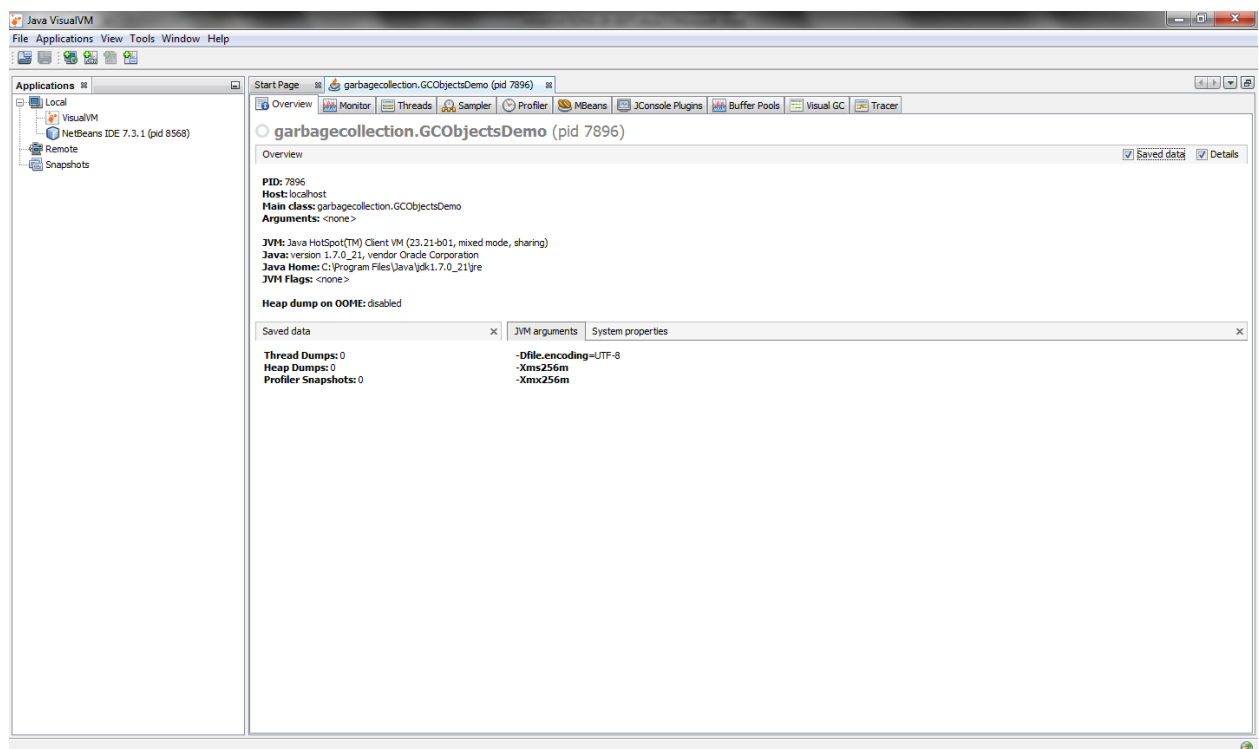 Java VisualVM
File Applications View Tools Window Help
Applications
Local
VisualVM
NetBeans IDE 7.3.1 (pid 8568)
Remote
Snapshots
Start Page garbagecollection.GCObjectsDemo (pid 7896)
Overview Monitor Threads Sampler Profiler MBeans JConsole Plugins Buffer Pools Visual GC Tracer
garbagecollection.GCObjectsDemo (pid 7896)
Overview Saved data Details
PID: 7896
Host: localhost
Main class: garbagecollection.GCObjectsDemo
Arguments: <none>
JVM: Java HotSpot(TM) Client VM (23.21-b01, mixed mode, sharing)
Java: version 1.7.0_21, vendor Oracle Corporation
Java Home: C:\Program Files\Java\jdk1.7.0_21\jre
JVM Flags: <none>
Heap dump on OOME: disabled
Saved data JVM arguments System properties
Thread Dumps: 0
Heap Dumps: 0
Profiler Snapshots: 0
-Dfile.encoding=UTF-8
-Xms256m
-Xmx256m